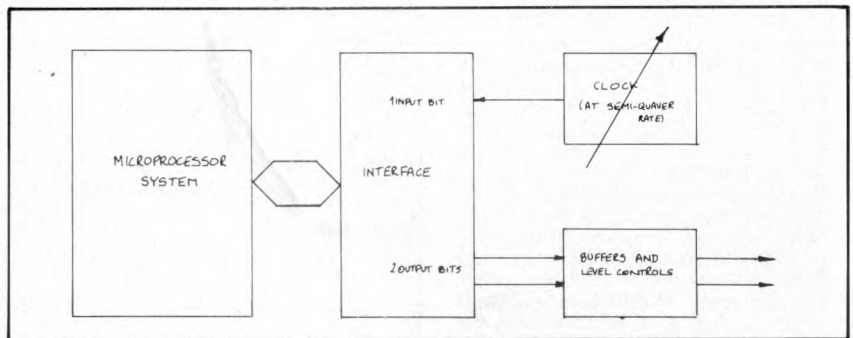 MICROPROCESSOR
SYSTEM
INTERFACE
1 INPUT BIT
2 OUTPUT BITS
CLOCK
(AT SEMI-QUAVER
RATE)
BUFFERS AND
LEVEL CONTROLS